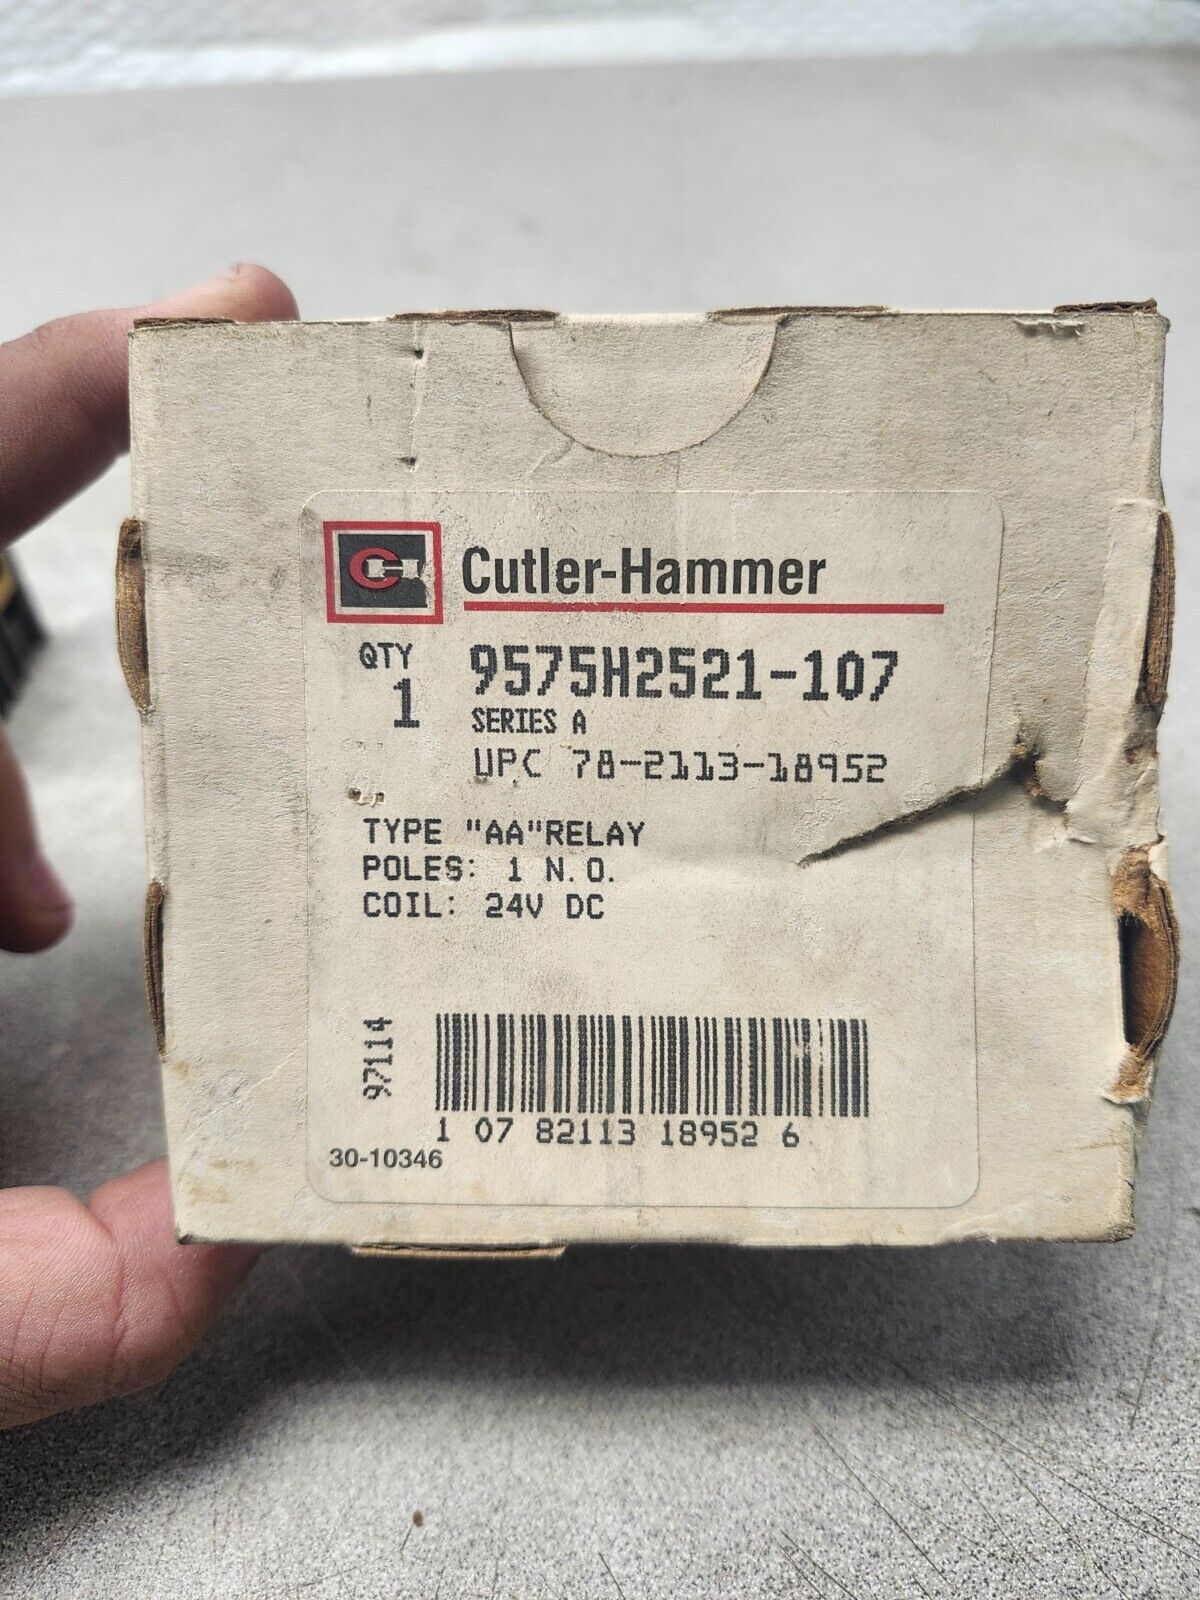 CH
Cutler-Hammer
QTY
1
9575H2521-107
SERIES A
UPC 78-2113-18952
TYPE "AA"RELAY
POLES: 1 N.O.
COIL: 24V DC
97114
1 07 82113 18952 6
30-10346